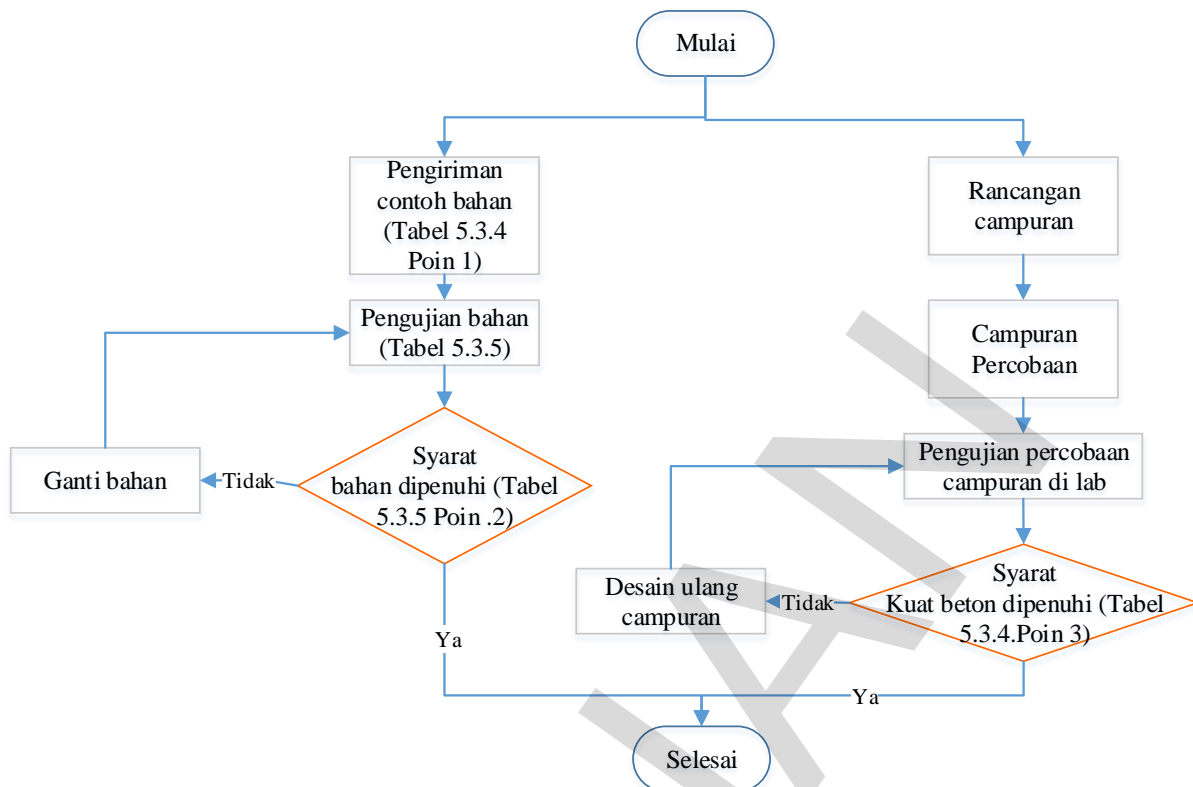 Mulai
Pengiriman
contoh bahan
(Tabel 5.3.4
Poin 1)
Rancangan
campuran
Pengujian bahan
(Tabel 5.3.5)
Campuran
Percobaan
Ganti bahan
Tidak
Syarat
bahan dipenuhi (Tabel
5.3.5 Poin .2)
Pengujian percobaan
campuran di lab
Desain ulang
campuran
Tidak
Syarat
Kuat beton dipenuhi (Tabel
5.3.4.Poin 3)
Ya
Ya
Selesai